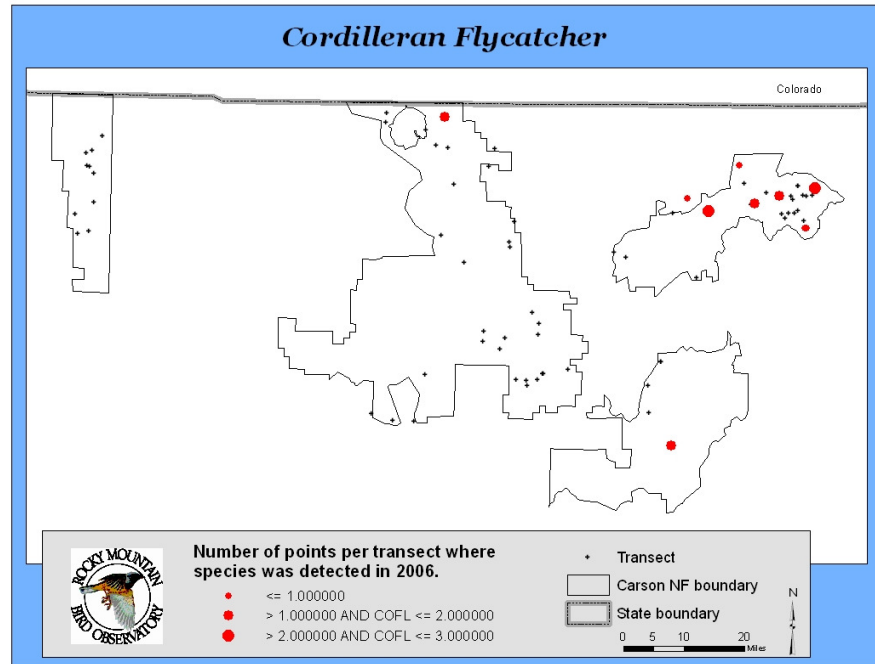 Cordilleran Flycatcher
Colorado
ROCKY MOUNTAIN
BIRD OBSERVATORY
Number of points per transect where
species was detected in 2006.
<= 1.000000
> 1.000000 AND COFL <= 2.000000
> 2.000000 AND COFL <= 3.000000
Transect
Carson NF boundary
State boundary
N
0 5 10 20
Miles